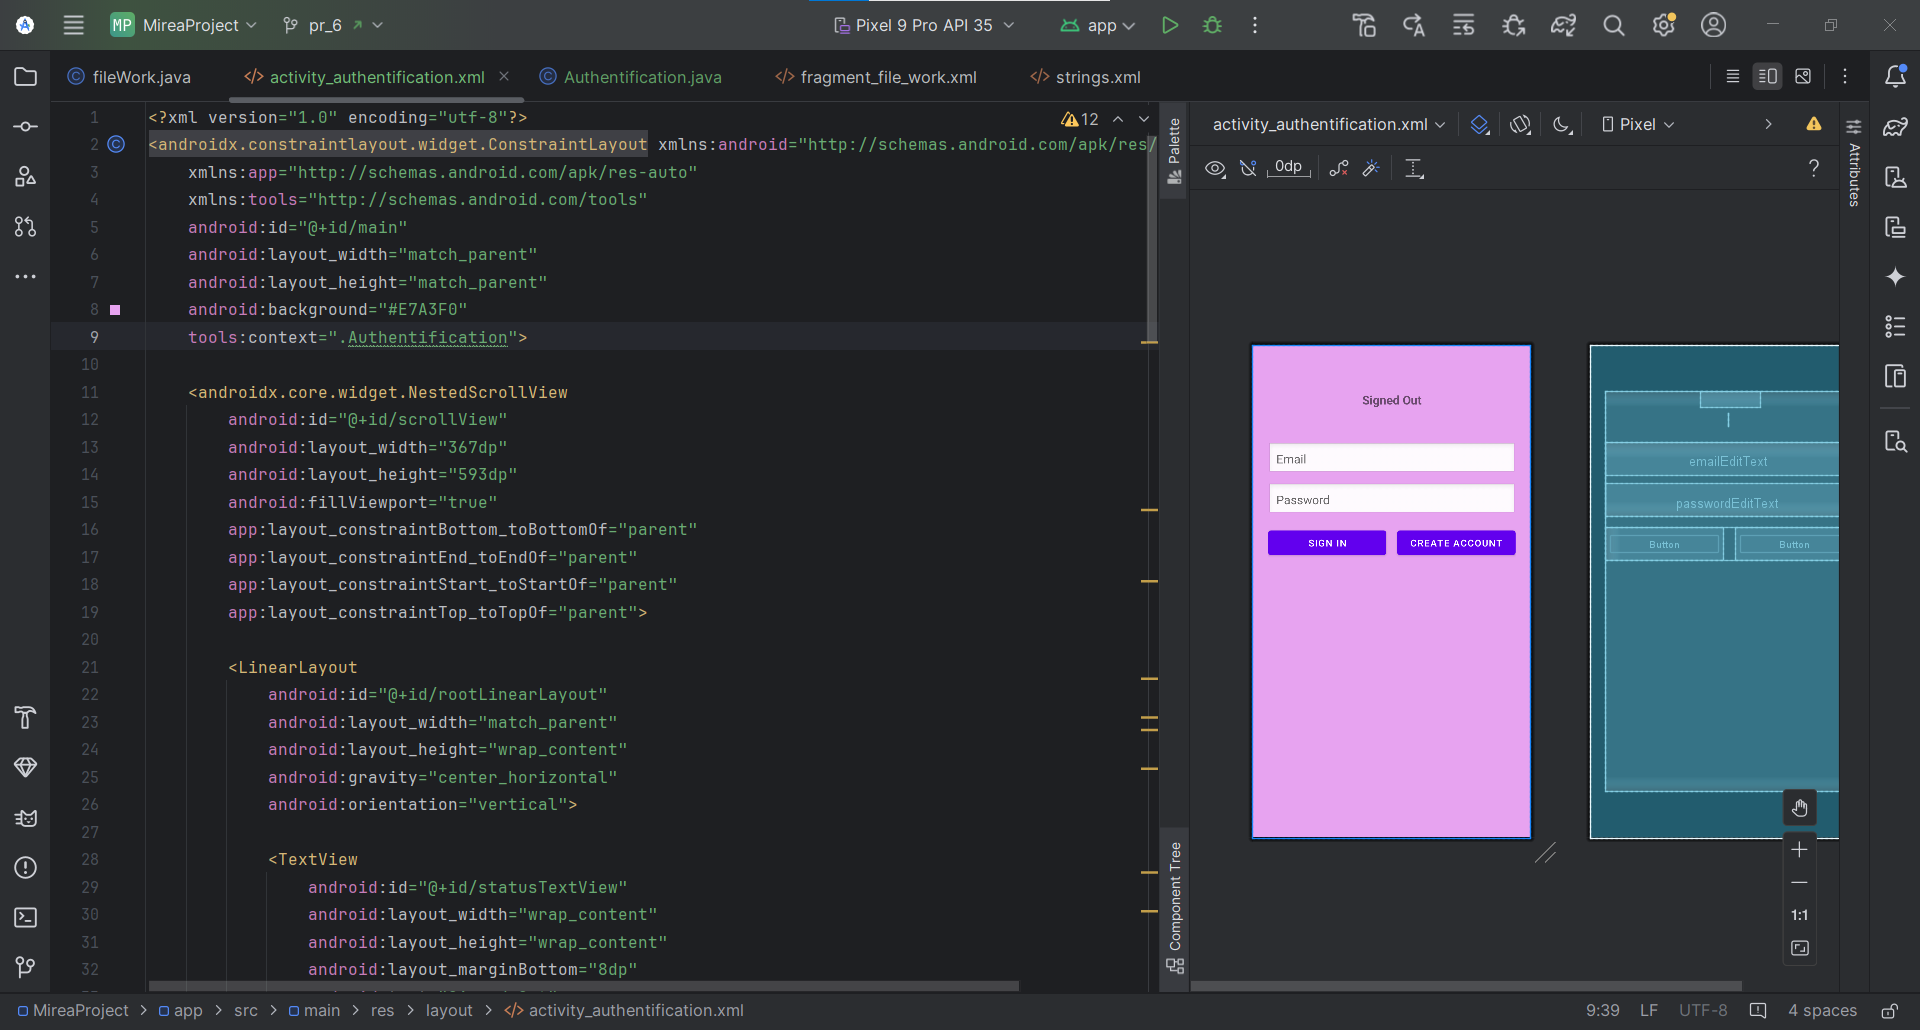 MP MireaProject pr_6 Pixel 9 Pro API 35 app
fileWork.java activity_authentification.xml Authentification.java fragment_file_work.xml strings.xml
1 <?xml version="1.0" encoding="utf-8"?>
2 <androidx.constraintlayout.widget.ConstraintLayout xmlns:android="http://schemas.android.com/apk/res/
3 xmlns:app="http://schemas.android.com/apk/res-auto"
4 xmlns:tools="http://schemas.android.com/tools"
5 android:id="@+id/main"
6 android:layout_width="match_parent"
7 android:layout_height="match_parent"
8 android:background="#E7A3F0"
9 tools:context=".Authentification">
10
11 <androidx.core.widget.NestedScrollView
12 android:id="@+id/scrollView"
13 android:layout_width="367dp"
14 android:layout_height="593dp"
15 android:fillViewport="true"
16 app:layout_constraintBottom_toBottomOf="parent"
17 app:layout_constraintEnd_toEndOf="parent"
18 app:layout_constraintStart_toStartOf="parent"
19 app:layout_constraintTop_toTopOf="parent">
20
21 <LinearLayout
22 android:id="@+id/rootLinearLayout"
23 android:layout_width="match_parent"
24 android:layout_height="wrap_content"
25 android:gravity="center_horizontal"
26 android:orientation="vertical">
27
28 <TextView
29 android:id="@+id/statusTextView"
30 android:layout_width="wrap_content"
31 android:layout_height="wrap_content"
32 android:layout_marginBottom="8dp"
12
Palette
Component Tree
activity_authentification.xml Pixel
0dp ?
Attributes
Signed Out
Email
Password
SIGN IN CREATE ACCOUNT
emailEditText
passwordEditText
Button Button
1:1
MireaProject > app > src > main > res > layout > activity_authentification.xml 9:39 LF UTF-8 4 spaces